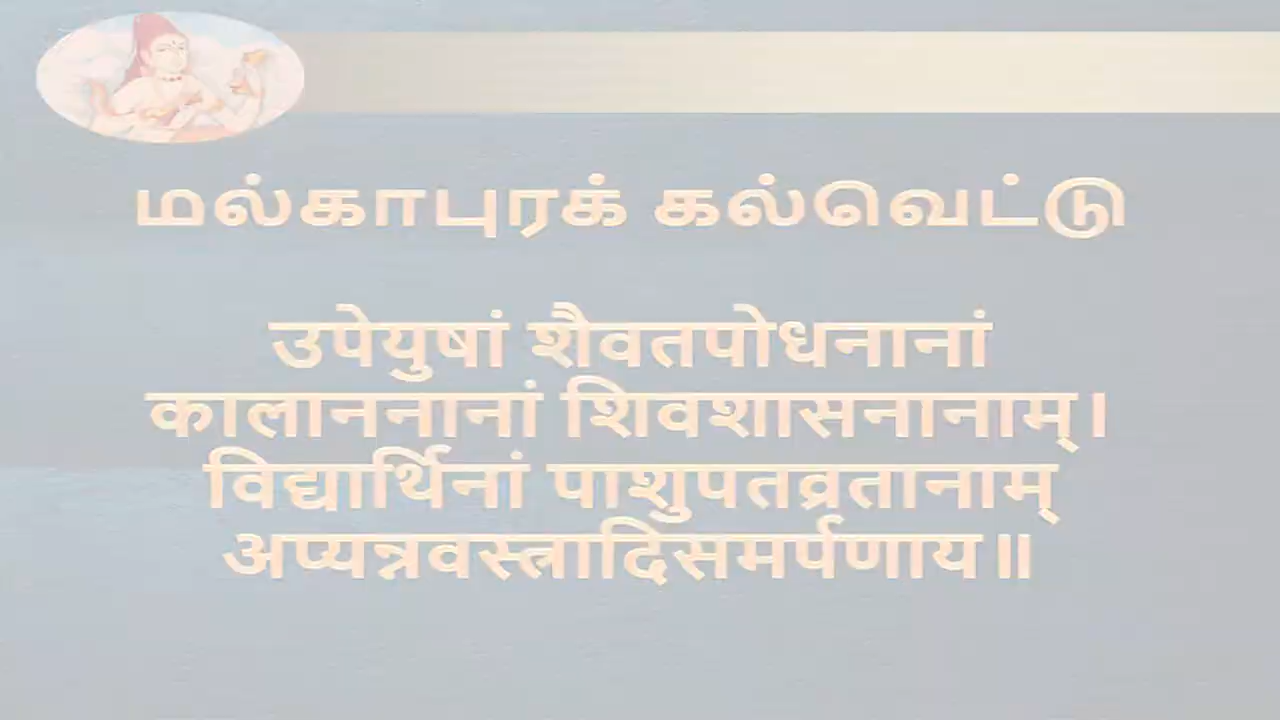 மல்காபுரக் கல்வெட்டு
उपेयुषां शैवतपोधनानां
कालाननानां शिवशासनानाम्।
विद्यार्थिनां पाशुपतव्रतानाम्
अप्यन्नवस्त्रादिसमर्पणाय॥